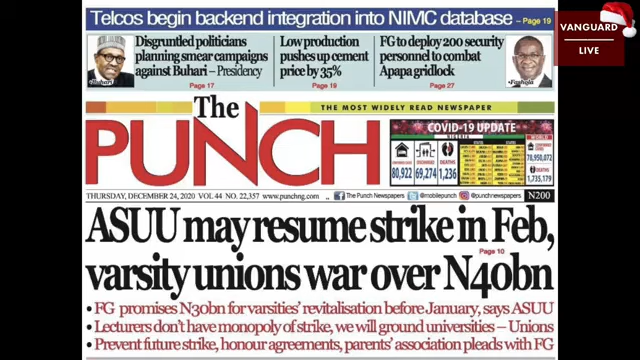 Telcos begin backend integration into NIMC database – Page 19
VANGUARD
LIVE
Disgruntled politicians
planning smear campaigns
against Buhari – Presidency
Page 17
Buhari
Low production
pushes up cement
price by 35%
Page 19
FG to deploy 200 security
personnel to combat
Apapa gridlock
Page 27
Fashola
The
PUNCH
THE MOST WIDELY READ NEWSPAPER
COVID-19 UPDATE
NIGERIA
80,922
69,274
DEATHS
1,236
78,950,072
DEATHS
1,735,179
THURSDAY, DECEMBER 24, 2020 VOL 44 NO. 22,357 www.punchng.com
The Punch Newspapers
@mobilepunch
@punchnewspapers
N200
ASUU may resume strike in Feb,
Page 10
varsity unions war over N40bn
• FG promises N30bn for varsities' revitalisation before January, says ASUU
• Lecturers don't have monopoly of strike, we will ground universities – Unions
• Prevent future strike, honour agreements, parents' association pleads with FG